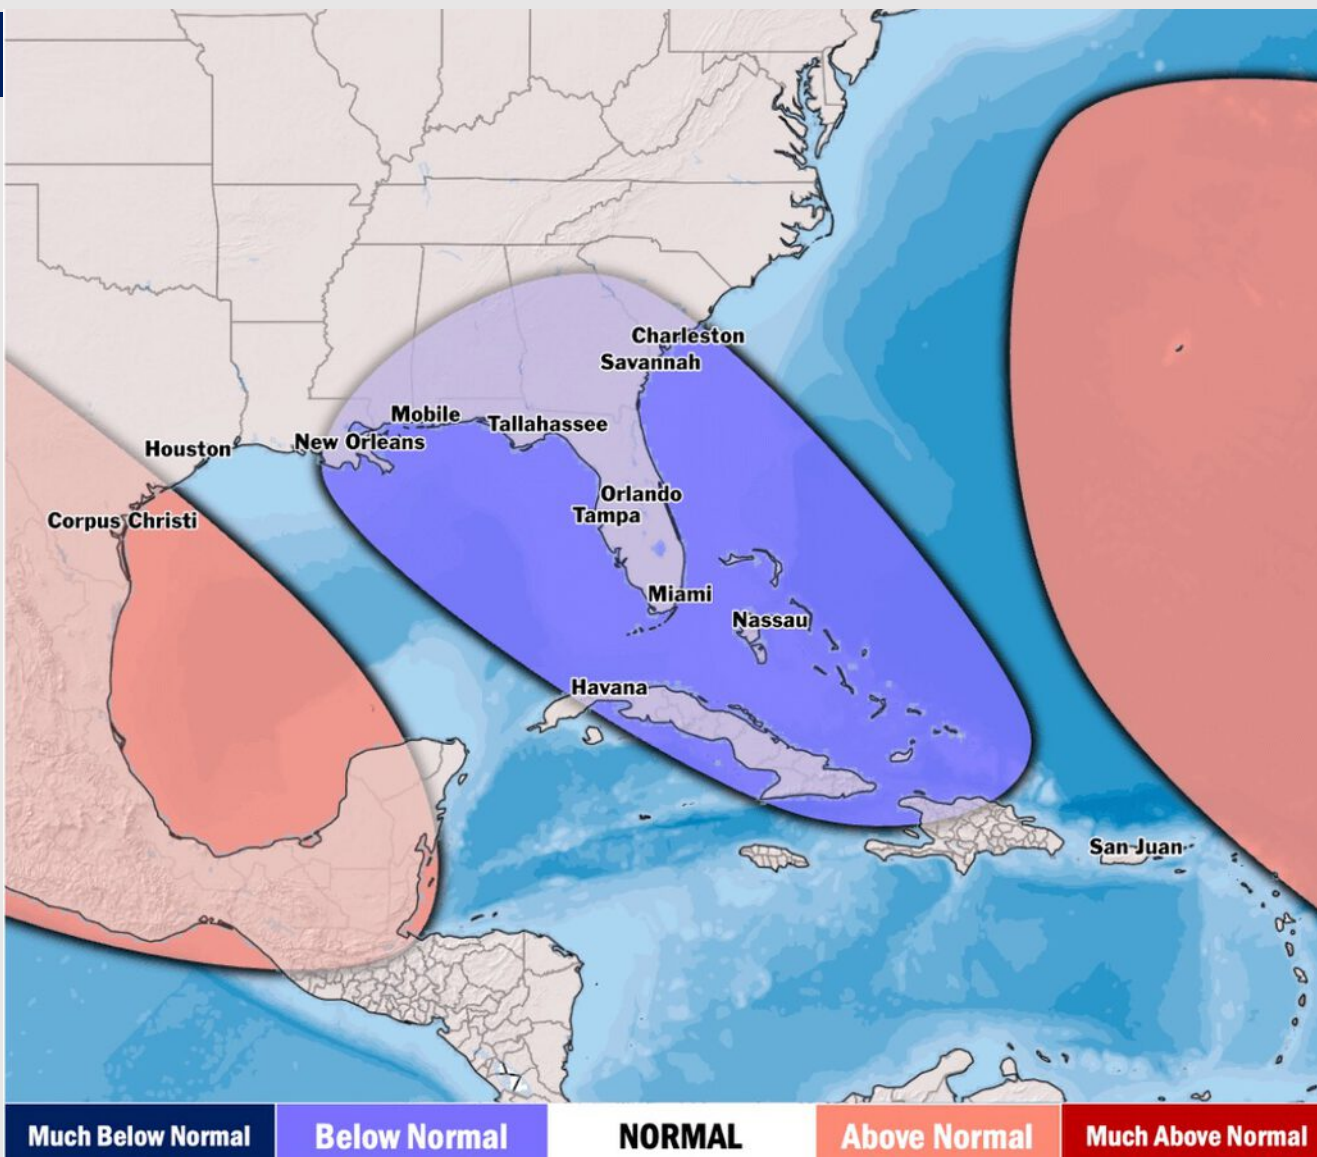 Charleston
Savannah
Mobile
Tallahassee
New Orleans
Houston
Orlando
Corpus Christi
Tampa
Miami
Nassau
Havana
San Juan
Much Below Normal
Below Normal
NORMAL
Above Normal
Much Above Normal